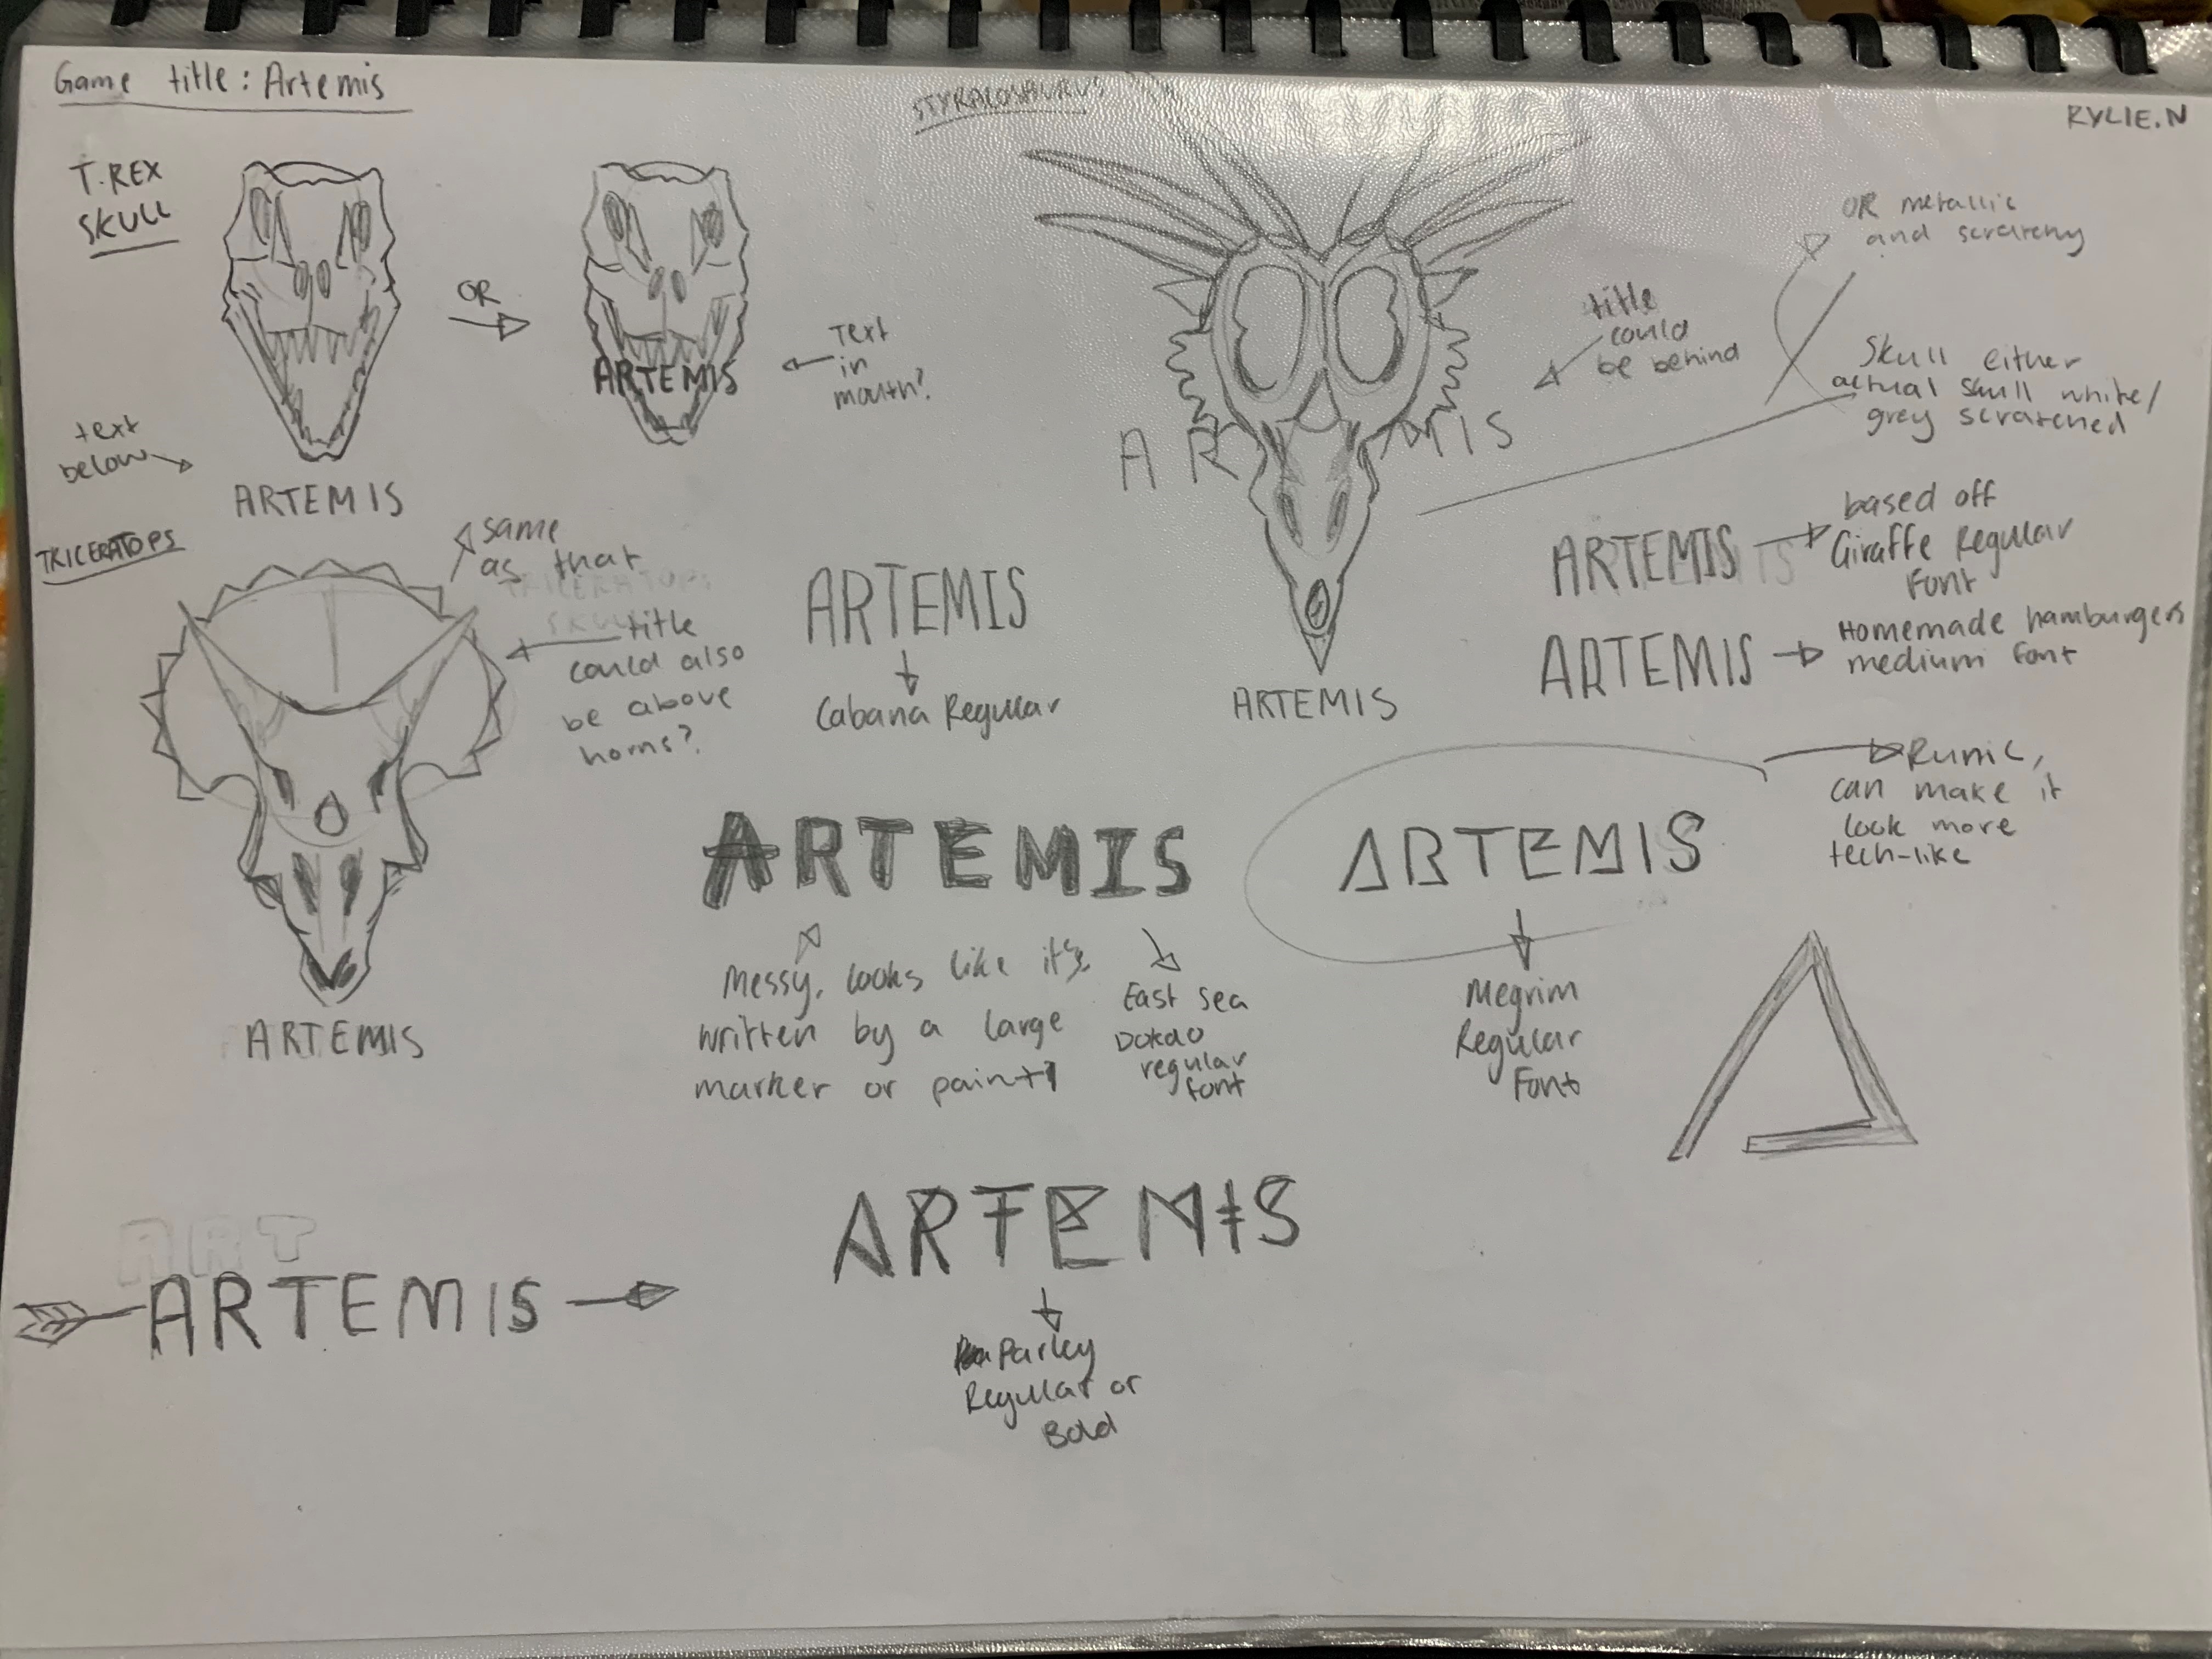 Game title: Artemis
STYRACOSAURUS
RYLIE.N
T.REX
SKULL
OR
ARTEMIS
Text
in
mouth?
text
below
ARTEMIS
title
could
be behind
OR metallic
and scratchy
Skull either
actual skull white/
grey scratched
AR MIS
ARTEMIS
TRICERATOPS
same
as that
TRICERATOPS
SKULL
title
could also
be above
horns?
ARTEMIS
ARTEMIS
Cabana Regular
ARTEMIS
based off
Giraffe Regular
Font
ARTEMIS
Homemade hamburgers
medium font
ARTEMIS
Messy, looks like it's
written by a large
marker or paint?
East sea
Dokdo
regular
font
ARTEMIS
Runic,
can make it
look more
tech-like
Megrim
Regular
Font
ART
ARTEMIS
ARTEMIS
Parley
Regular or
Bold